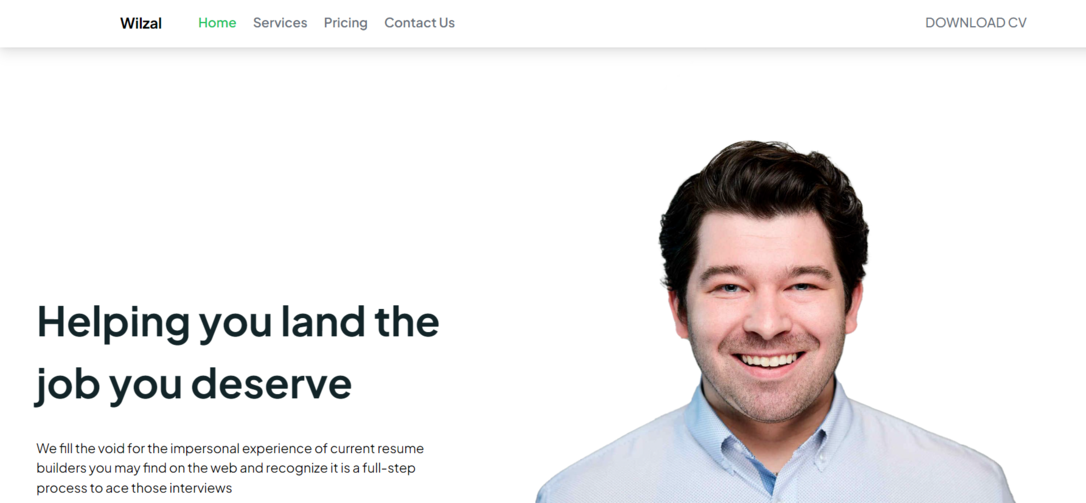 Wilzal Home Services Pricing Contact Us DOWNLOAD CV
Helping you land the
job you deserve
We fill the void for the impersonal experience of current resume
builders you may find on the web and recognize it is a full-step
process to ace those interviews